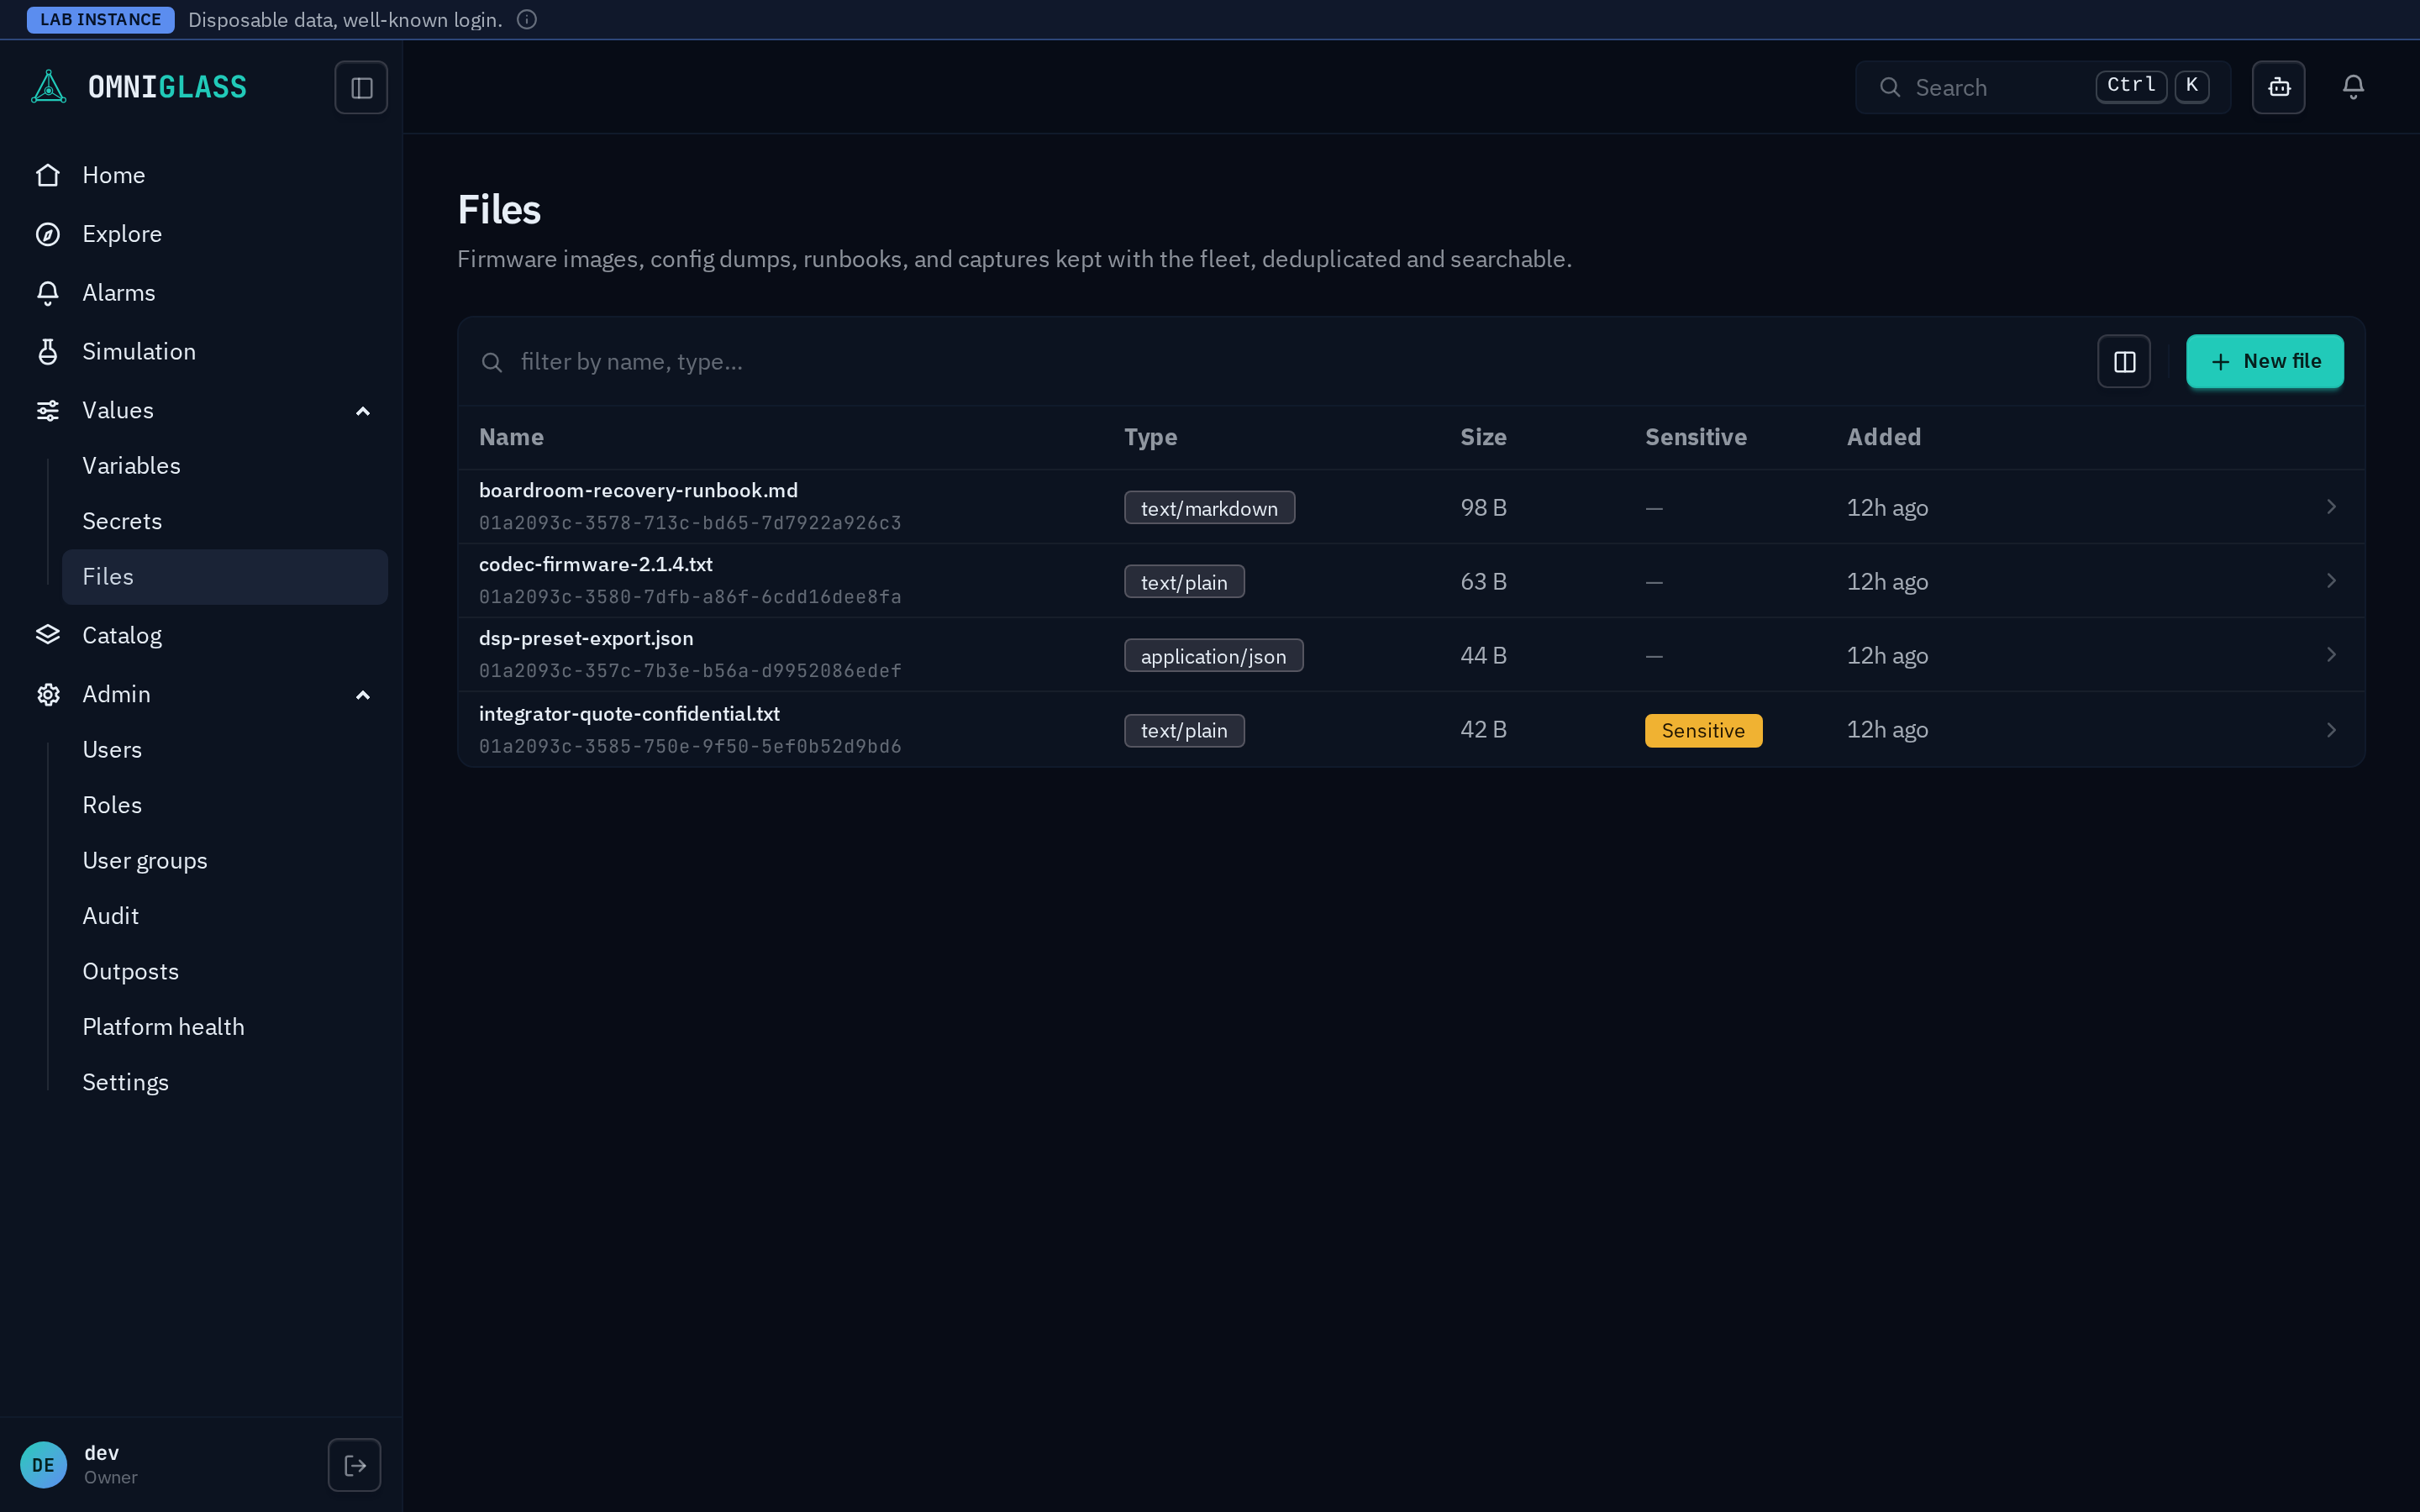 LAB INSTANCE Disposable data, well-known login.
OMNIGLASS
Search Ctrl K
Home
Explore
Alarms
Simulation
Values
Variables
Secrets
Files
Catalog
Admin
Users
Roles
User groups
Audit
Outposts
Platform health
Settings
DE dev
Owner
Files
Firmware images, config dumps, runbooks, and captures kept with the fleet, deduplicated and searchable.
filter by name, type...
New file
Name Type Size Sensitive Added
boardroom-recovery-runbook.md
01a2093c-3578-713c-bd65-7d7922a926c3
text/markdown 98 B — 12h ago
codec-firmware-2.1.4.txt
01a2093c-3580-7dfb-a86f-6cdd16dee8fa
text/plain 63 B — 12h ago
dsp-preset-export.json
01a2093c-357c-7b3e-b56a-d9952086edef
application/json 44 B — 12h ago
integrator-quote-confidential.txt
01a2093c-3585-750e-9f50-5ef0b52d9bd6
text/plain 42 B Sensitive 12h ago